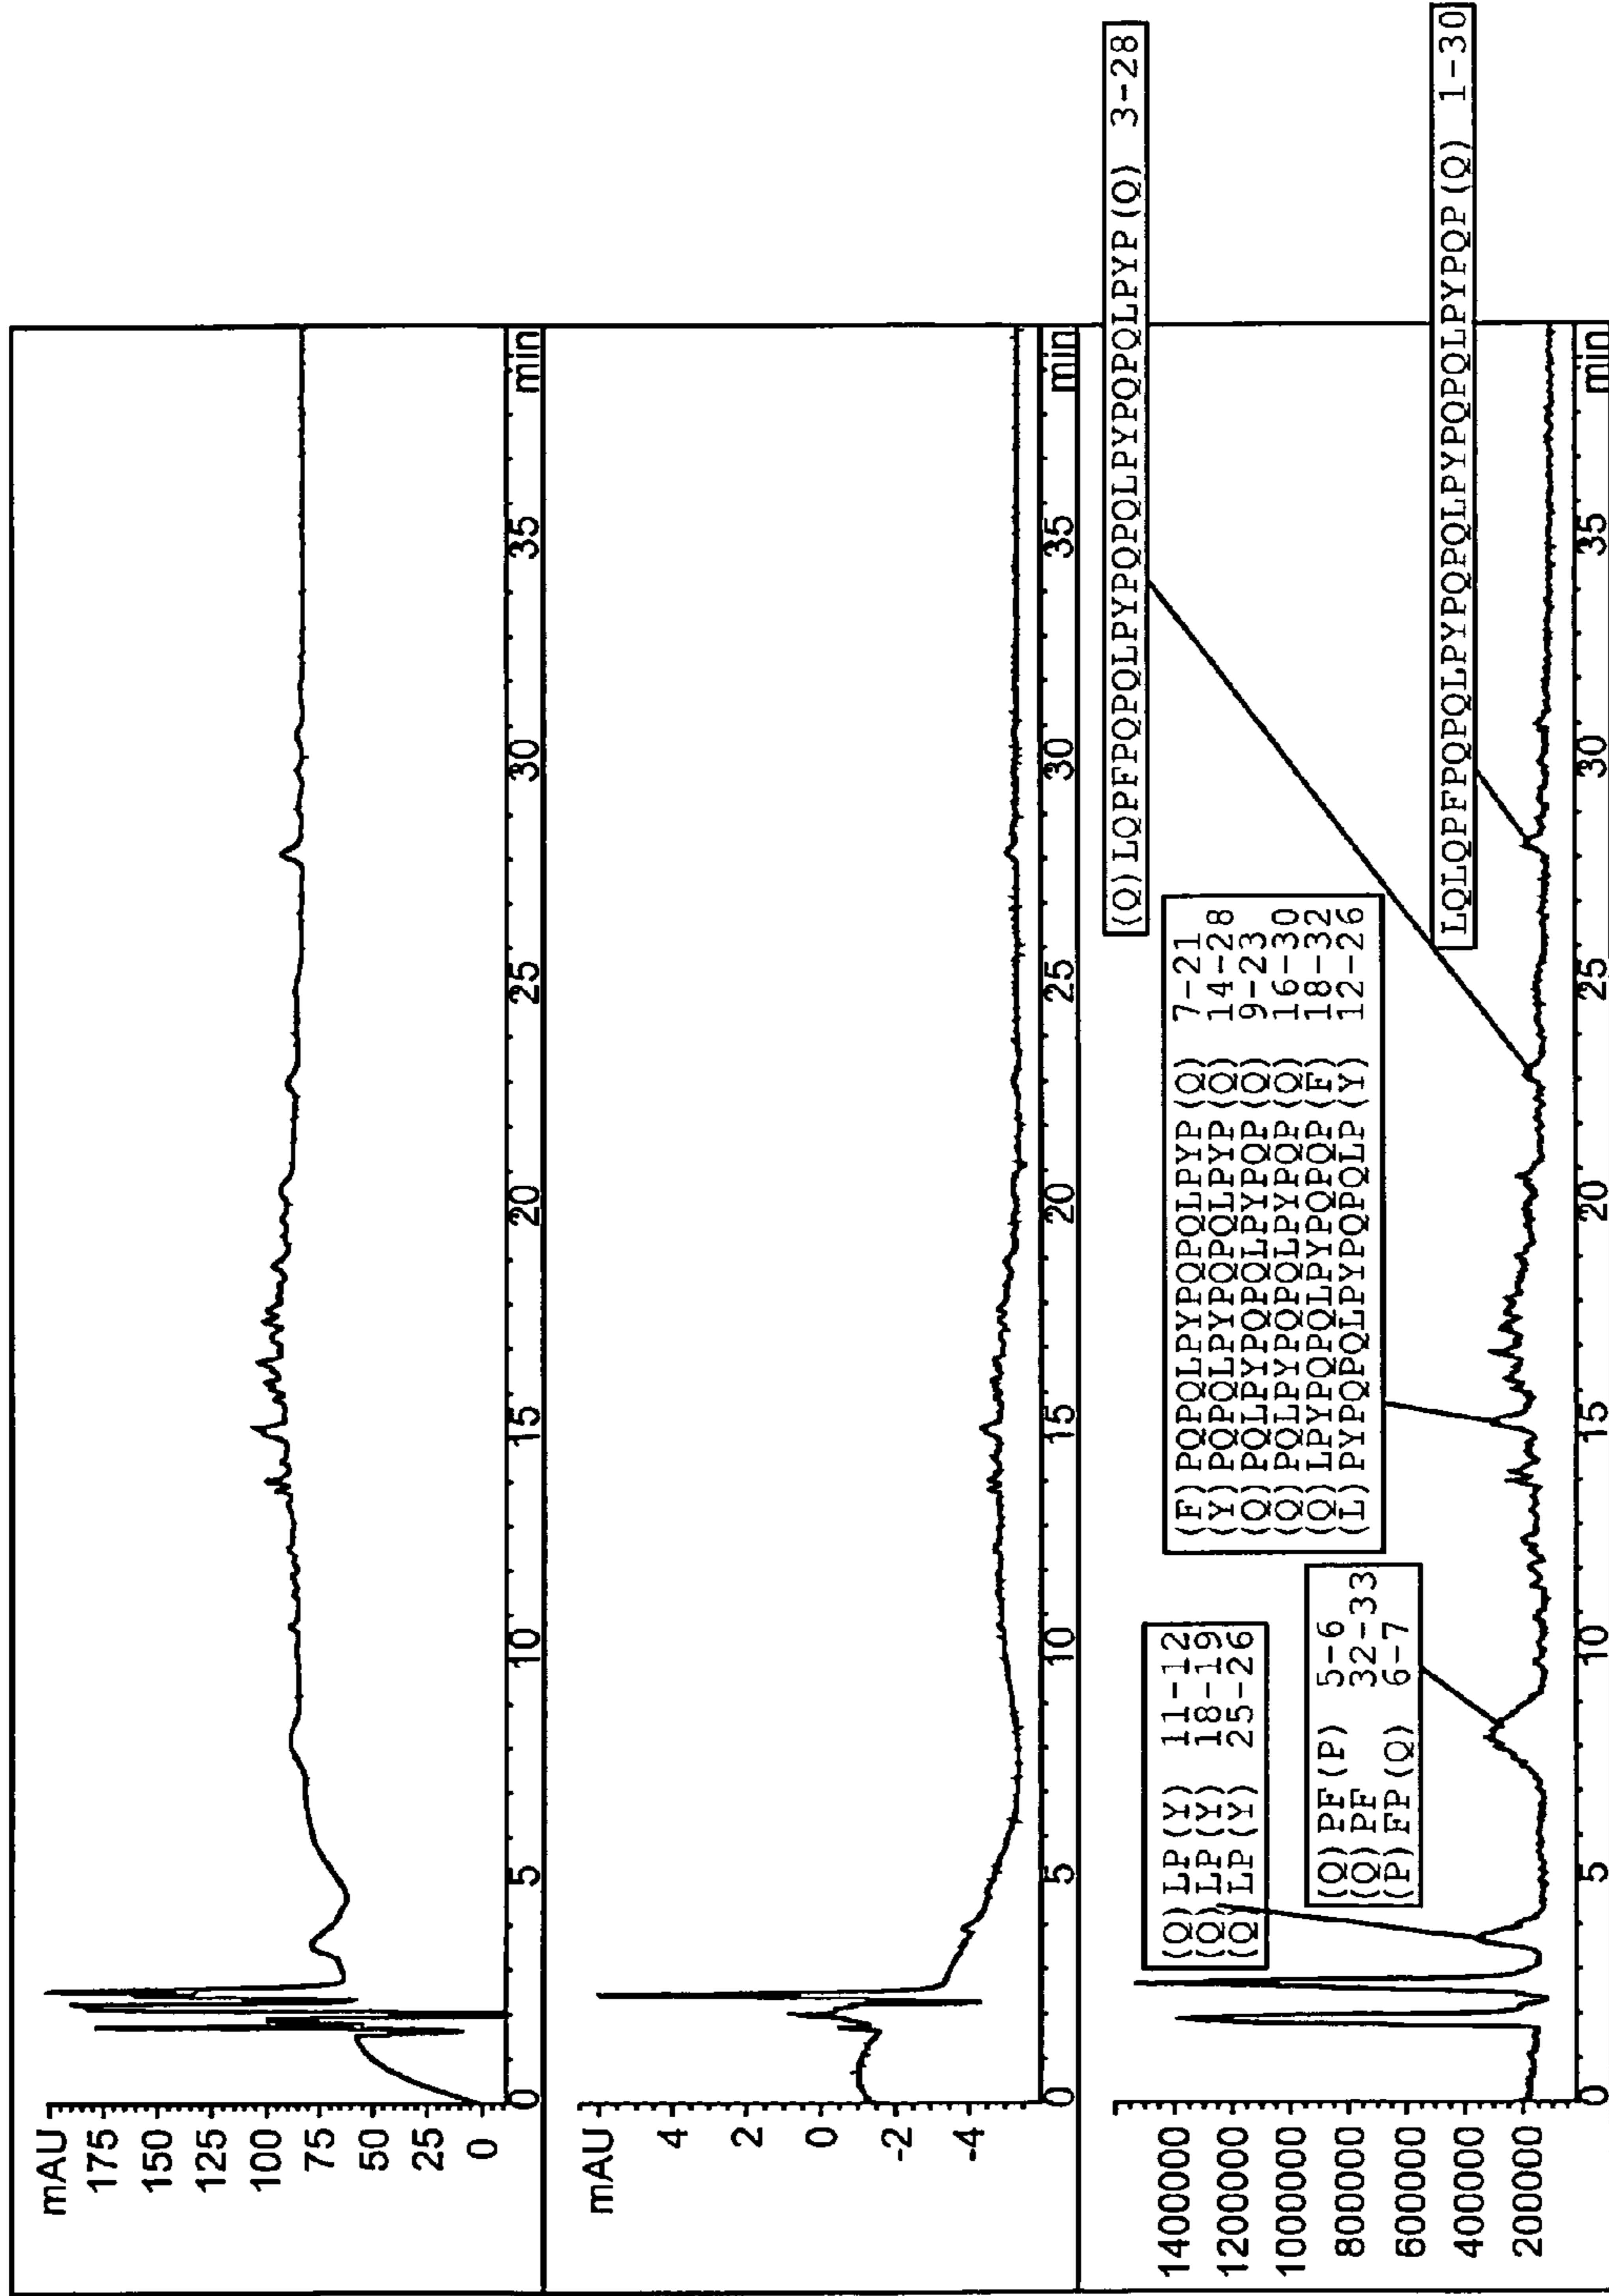 mAU
175
150
125
100
75
50
25
0
0 5 10 15 20 25 30 35 min
mAU
4
2
0
-2
-4
0 5 10 15 20 25 30 35 min
(Q)LQPFPQPQLPYPQPQLPYPQPQLPYP(Q) 3-28
(Q)LP(Y) 11-12
(Q)LP(Y) 18-19
(Q)LP(Y) 25-26
(F)PQPQLPYPQPQLPYP(Q) 7-21
(Y)PQPQLPYPQPQLPYP(Q) 14-28
(Q)PQLPYPQPQLPYPQP(Q) 9-23
(Q)PQLPYPQPQLPYPQP(Q) 16-30
(Q)LPYPQPQLPYPQPQP(F) 18-32
(L)PYPQPQLPYPQPQLP(Y) 12-26
(Q)PF(P) 5-6
(Q)PF 32-33
(P)FP(Q) 6-7
LQLQPFPQPQLPYPQPQLPYPQPQLPYPQP(Q) 1-30
1400000
1200000
1000000
800000
600000
400000
200000
0 5 10 15 20 25 30 35 min